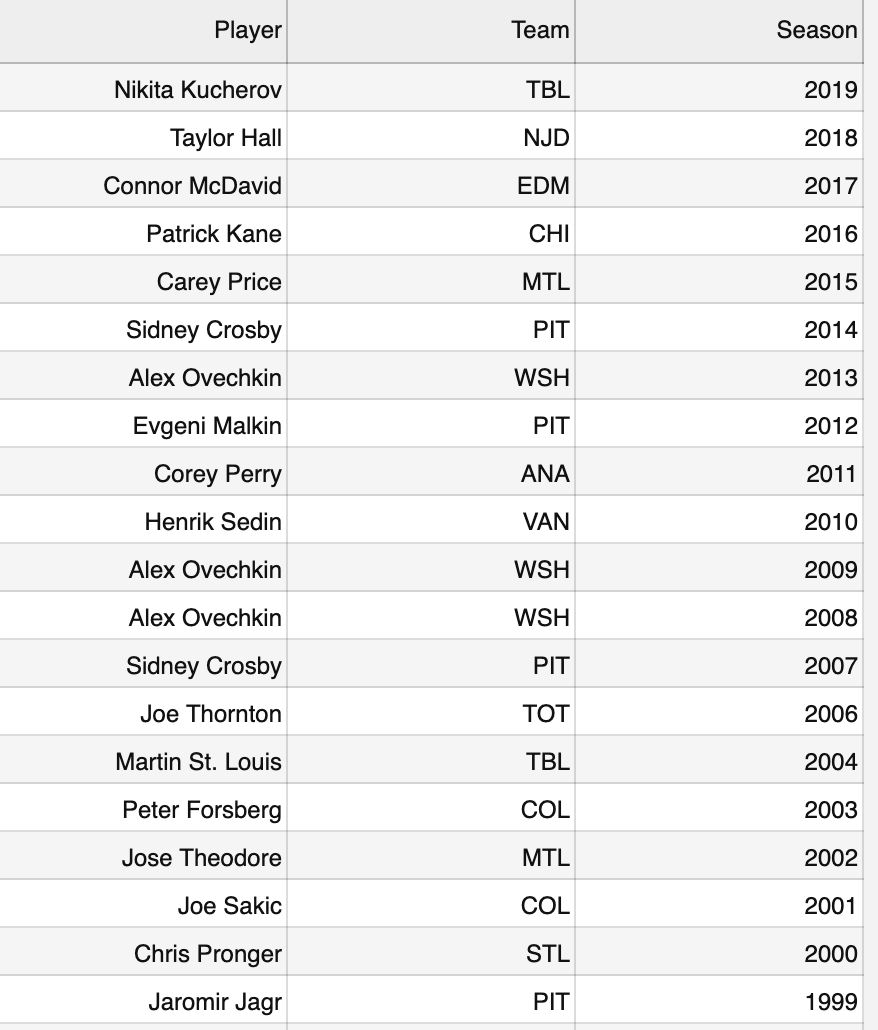 Player Team Season
Nikita Kucherov TBL 2019
Taylor Hall NJD 2018
Connor McDavid EDM 2017
Patrick Kane CHI 2016
Carey Price MTL 2015
Sidney Crosby PIT 2014
Alex Ovechkin WSH 2013
Evgeni Malkin PIT 2012
Corey Perry ANA 2011
Henrik Sedin VAN 2010
Alex Ovechkin WSH 2009
Alex Ovechkin WSH 2008
Sidney Crosby PIT 2007
Joe Thornton TOT 2006
Martin St. Louis TBL 2004
Peter Forsberg COL 2003
Jose Theodore MTL 2002
Joe Sakic COL 2001
Chris Pronger STL 2000
Jaromir Jagr PIT 1999